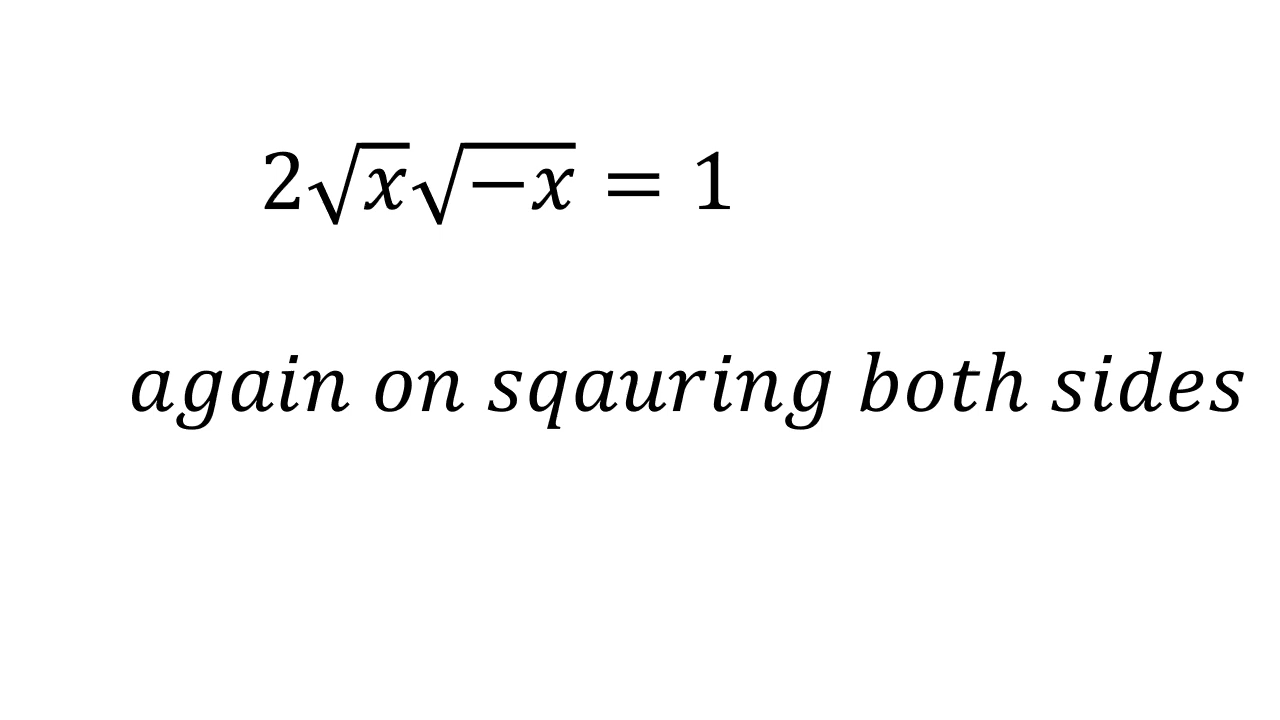 2√x√−x = 1
again on sqauring both sides